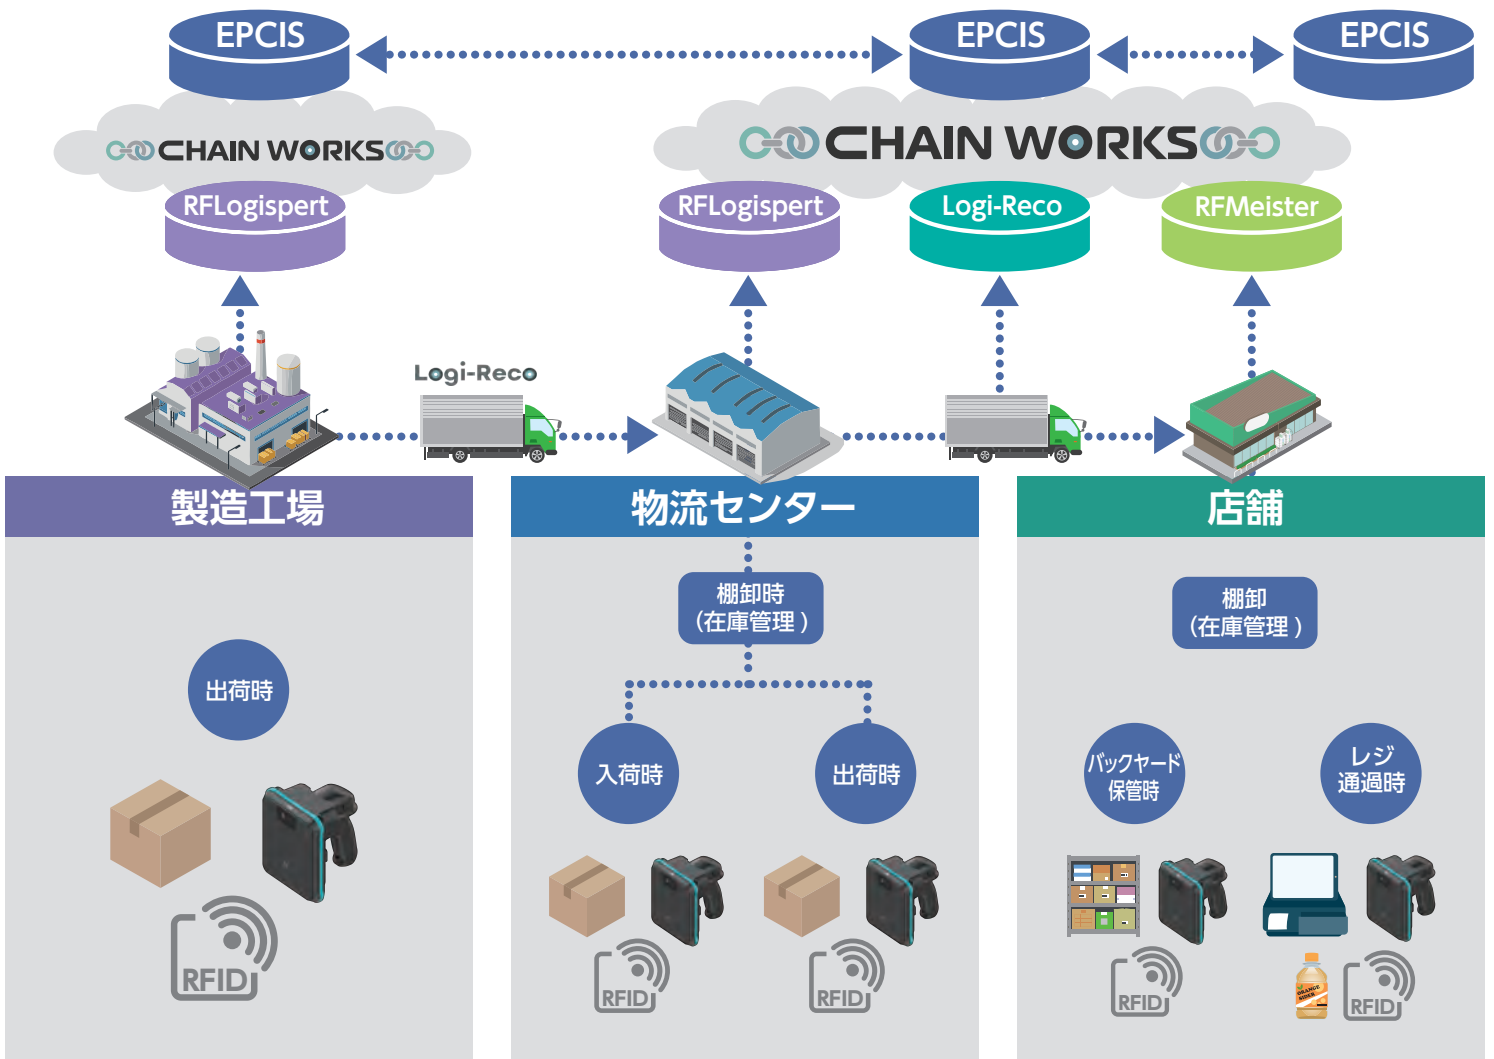 EPCIS
EPCIS
EPCIS
CHAIN WORKS
CHAIN WORKS
RFLogispert
RFLogispert
Logi-Reco
RFMeister
Logi-Reco
製造工場
物流センター
店舗
出荷時
RFID
棚卸時
(在庫管理)
入荷時
出荷時
RFID
RFID
棚卸
(在庫管理)
バックヤード
保管時
レジ
通過時
RFID
ORANGE
CIDER
RFID